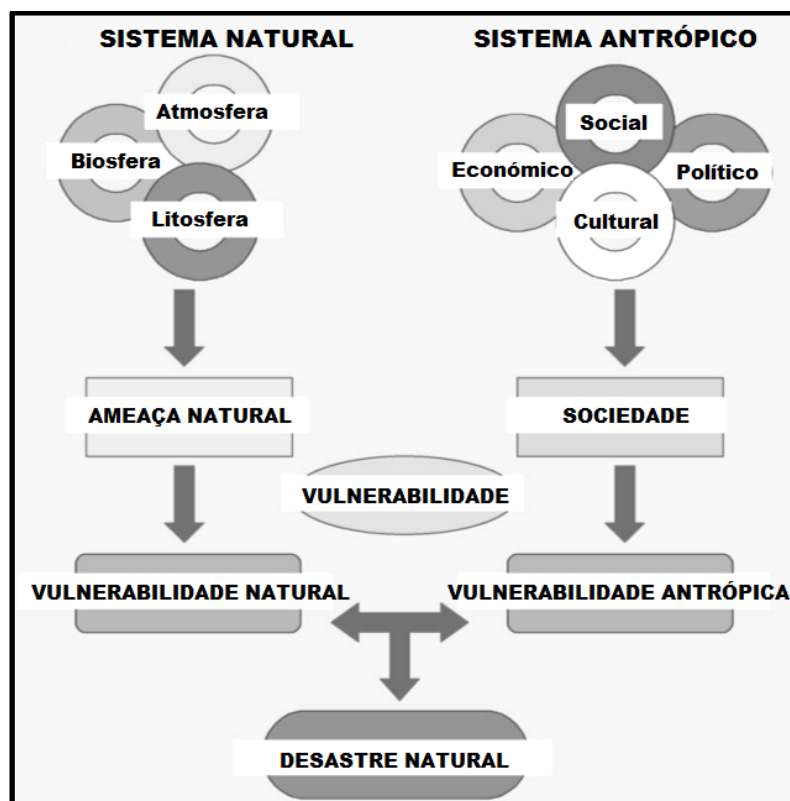 SISTEMA NATURAL
SISTEMA ANTRÓPICO
Atmosfera
Biosfera
Litosfera
Social
Económico
Político
Cultural
AMEAÇA NATURAL
SOCIEDADE
VULNERABILIDADE
VULNERABILIDADE NATURAL
VULNERABILIDADE ANTRÓPICA
DESASTRE NATURAL